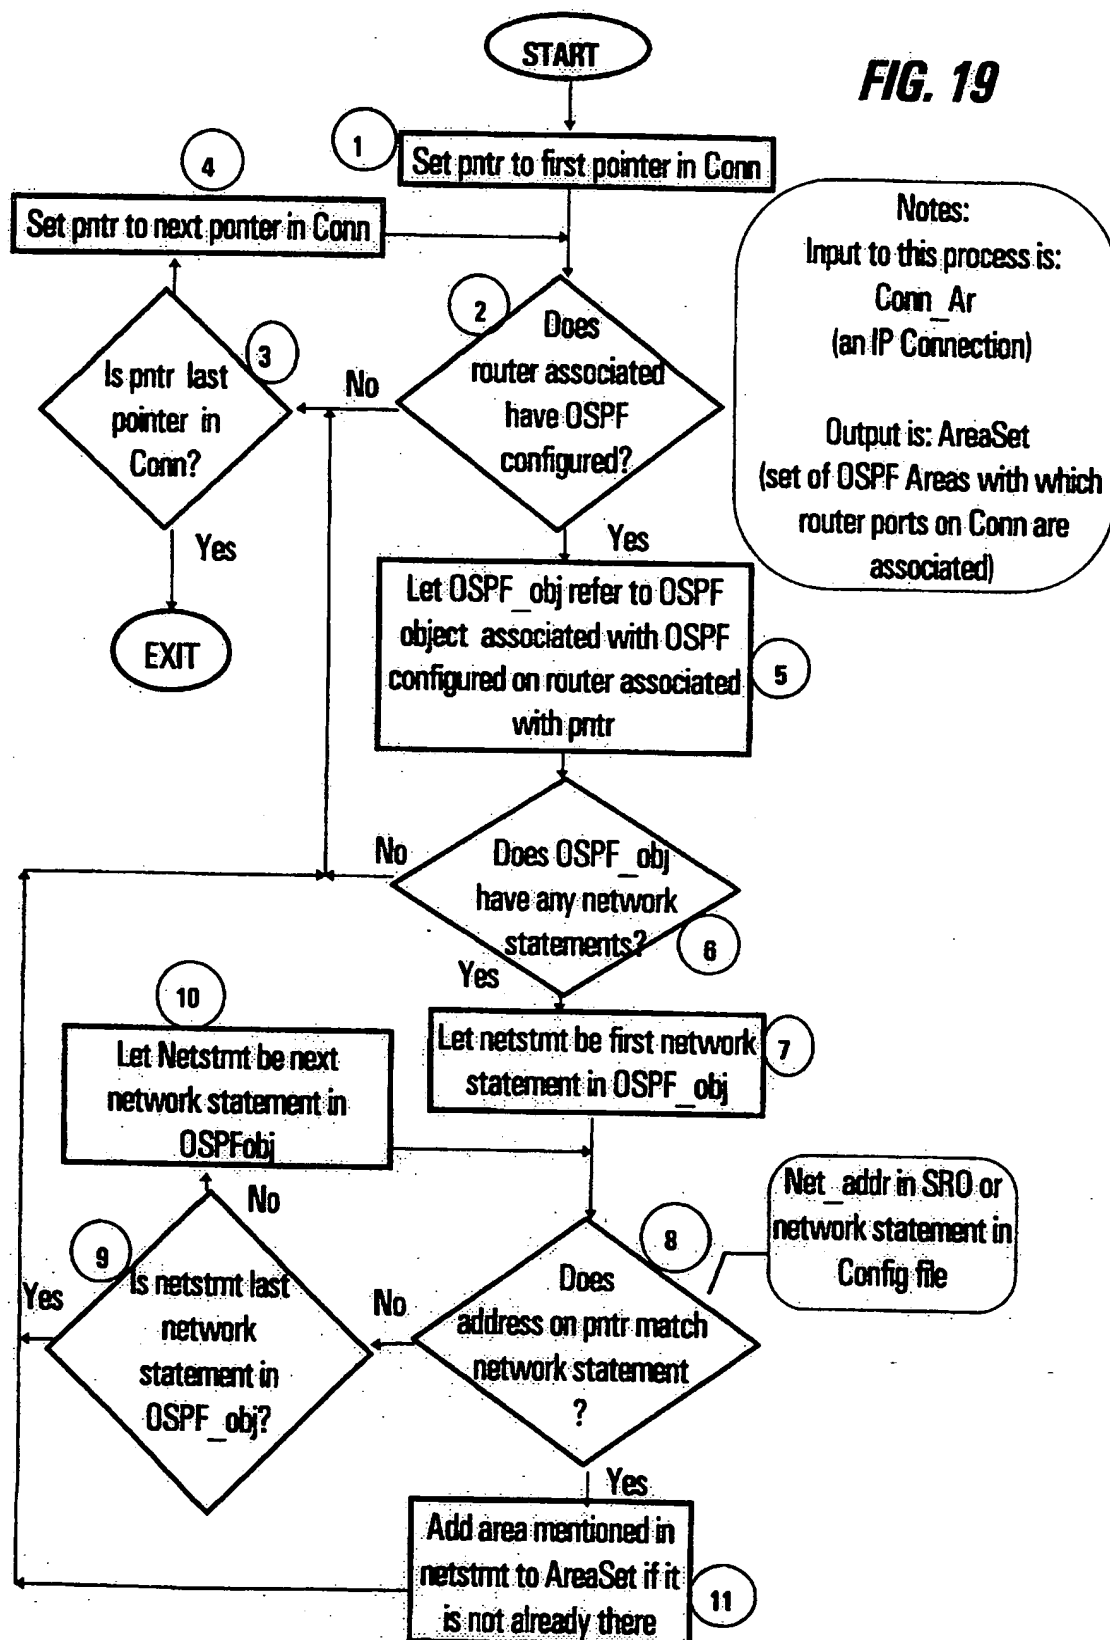 START
FIG. 19
1
Set pntr to first pointer in Conn
4
Set pntr to next ponter in Conn
Notes:
Input to this process is:
Conn_Ar
(an IP Connection)
Output is: AreaSet
(set of OSPF Areas with which
router ports on Conn are
associated)
2
Does
router associated
have OSPF
configured?
No
3
Is pntr last
pointer in
Conn?
Yes
EXIT
Yes
Let OSPF_obj refer to OSPF
object associated with OSPF
configured on router associated
with pntr
5
No
Does OSPF_obj
have any network
statements?
6
Yes
Let netstmt be first network
statement in OSPF_obj
7
10
Let Netstmt be next
network statement in
OSPFobj
No
9
Is netstmt last
network
statement in
OSPF_obj?
Yes
No
8
Does
address on pntr match
network statement
?
Net_addr in SRO or
network statement in
Config file
Yes
Add area mentioned in
netstmt to AreaSet if it
is not already there
11